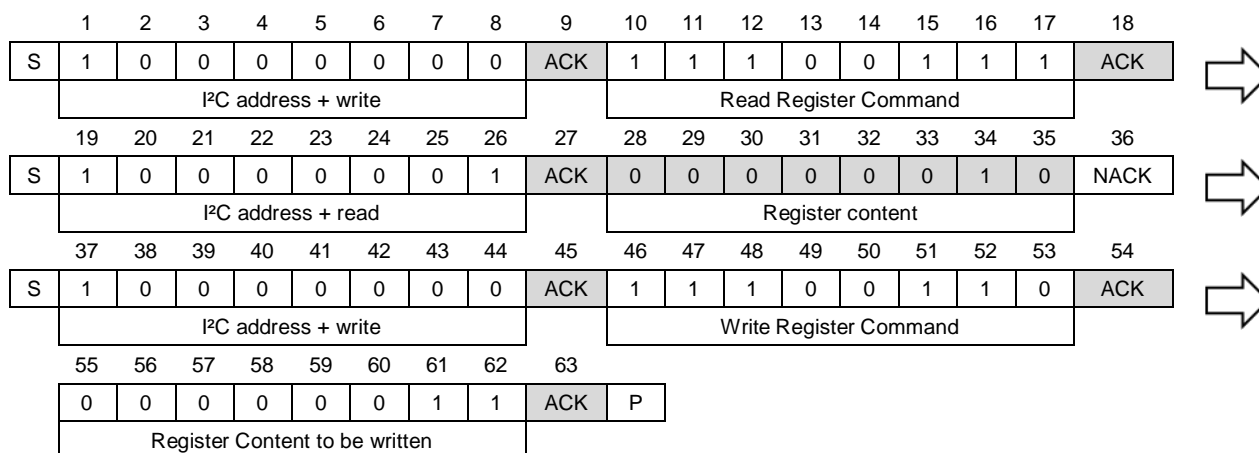 1 2 3 4 5 6 7 8 9 10 11 12 13 14 15 16 17 18
S 1 0 0 0 0 0 0 0 ACK 1 1 1 0 0 1 1 1 ACK
I²C address + write Read Register Command
19 20 21 22 23 24 25 26 27 28 29 30 31 32 33 34 35 36
S 1 0 0 0 0 0 0 1 ACK 0 0 0 0 0 0 1 0 NACK
I²C address + read Register content
37 38 39 40 41 42 43 44 45 46 47 48 49 50 51 52 53 54
S 1 0 0 0 0 0 0 0 ACK 1 1 1 0 0 1 1 0 ACK
I²C address + write Write Register Command
55 56 57 58 59 60 61 62 63
0 0 0 0 0 0 1 1 ACK P
Register Content to be written